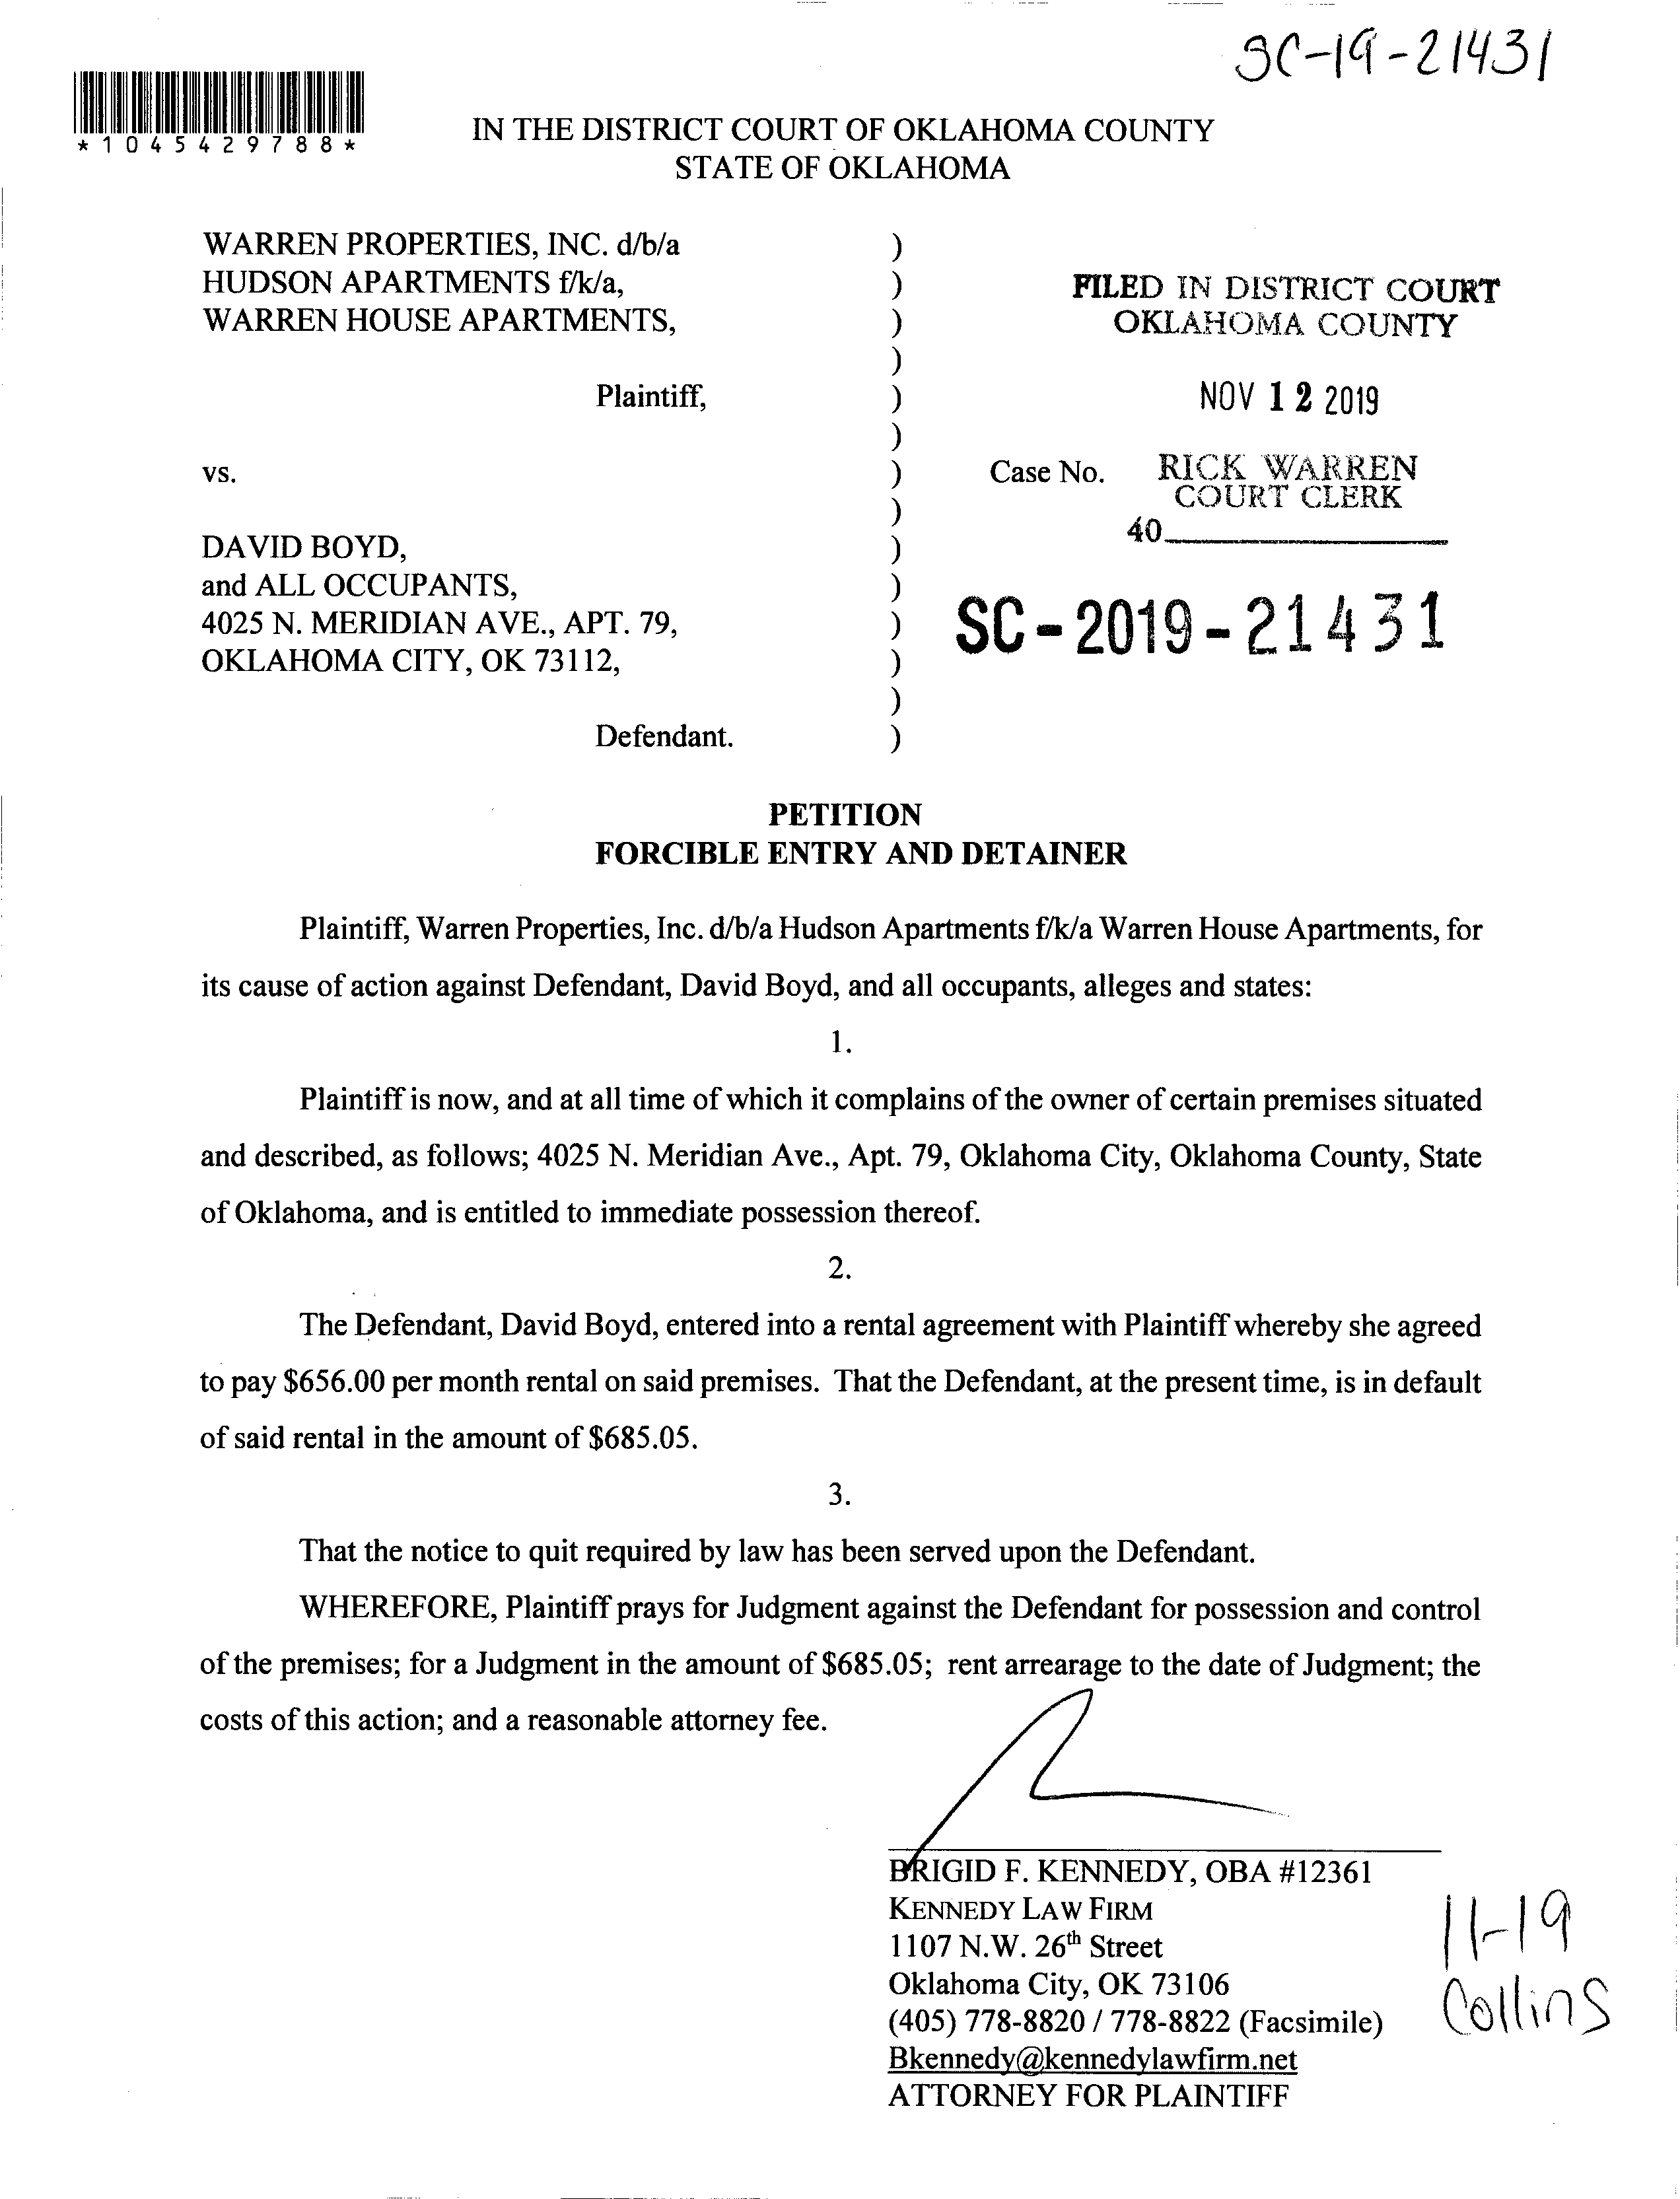 SC-19-21431
*1045429788*
IN THE DISTRICT COURT OF OKLAHOMA COUNTY
STATE OF OKLAHOMA
WARREN PROPERTIES, INC. d/b/a )
HUDSON APARTMENTS f/k/a, )
WARREN HOUSE APARTMENTS, )
)
Plaintiff, )
)
vs. )
)
DAVID BOYD, )
and ALL OCCUPANTS, )
4025 N. MERIDIAN AVE., APT. 79, )
OKLAHOMA CITY, OK 73112, )
)
Defendant. )
FILED IN DISTRICT COURT
OKLAHOMA COUNTY
NOV 12 2019
Case No. RICK WARREN
COURT CLERK
40
SC-2019-21431
PETITION
FORCIBLE ENTRY AND DETAINER
Plaintiff, Warren Properties, Inc. d/b/a Hudson Apartments f/k/a Warren House Apartments, for
its cause of action against Defendant, David Boyd, and all occupants, alleges and states:
1.
Plaintiff is now, and at all time of which it complains of the owner of certain premises situated
and described, as follows; 4025 N. Meridian Ave., Apt. 79, Oklahoma City, Oklahoma County, State
of Oklahoma, and is entitled to immediate possession thereof.
2.
The Defendant, David Boyd, entered into a rental agreement with Plaintiff whereby she agreed
to pay $656.00 per month rental on said premises. That the Defendant, at the present time, is in default
of said rental in the amount of $685.05.
3.
That the notice to quit required by law has been served upon the Defendant.
WHEREFORE, Plaintiff prays for Judgment against the Defendant for possession and control
of the premises; for a Judgment in the amount of $685.05; rent arrearage to the date of Judgment; the
costs of this action; and a reasonable attorney fee.
BRIGID F. KENNEDY, OBA #12361
KENNEDY LAW FIRM
1107 N.W. 26th Street
Oklahoma City, OK 73106
(405) 778-8820 / 778-8822 (Facsimile)
Bkennedy@kennedylawfirm.net
ATTORNEY FOR PLAINTIFF
11-19
Collins